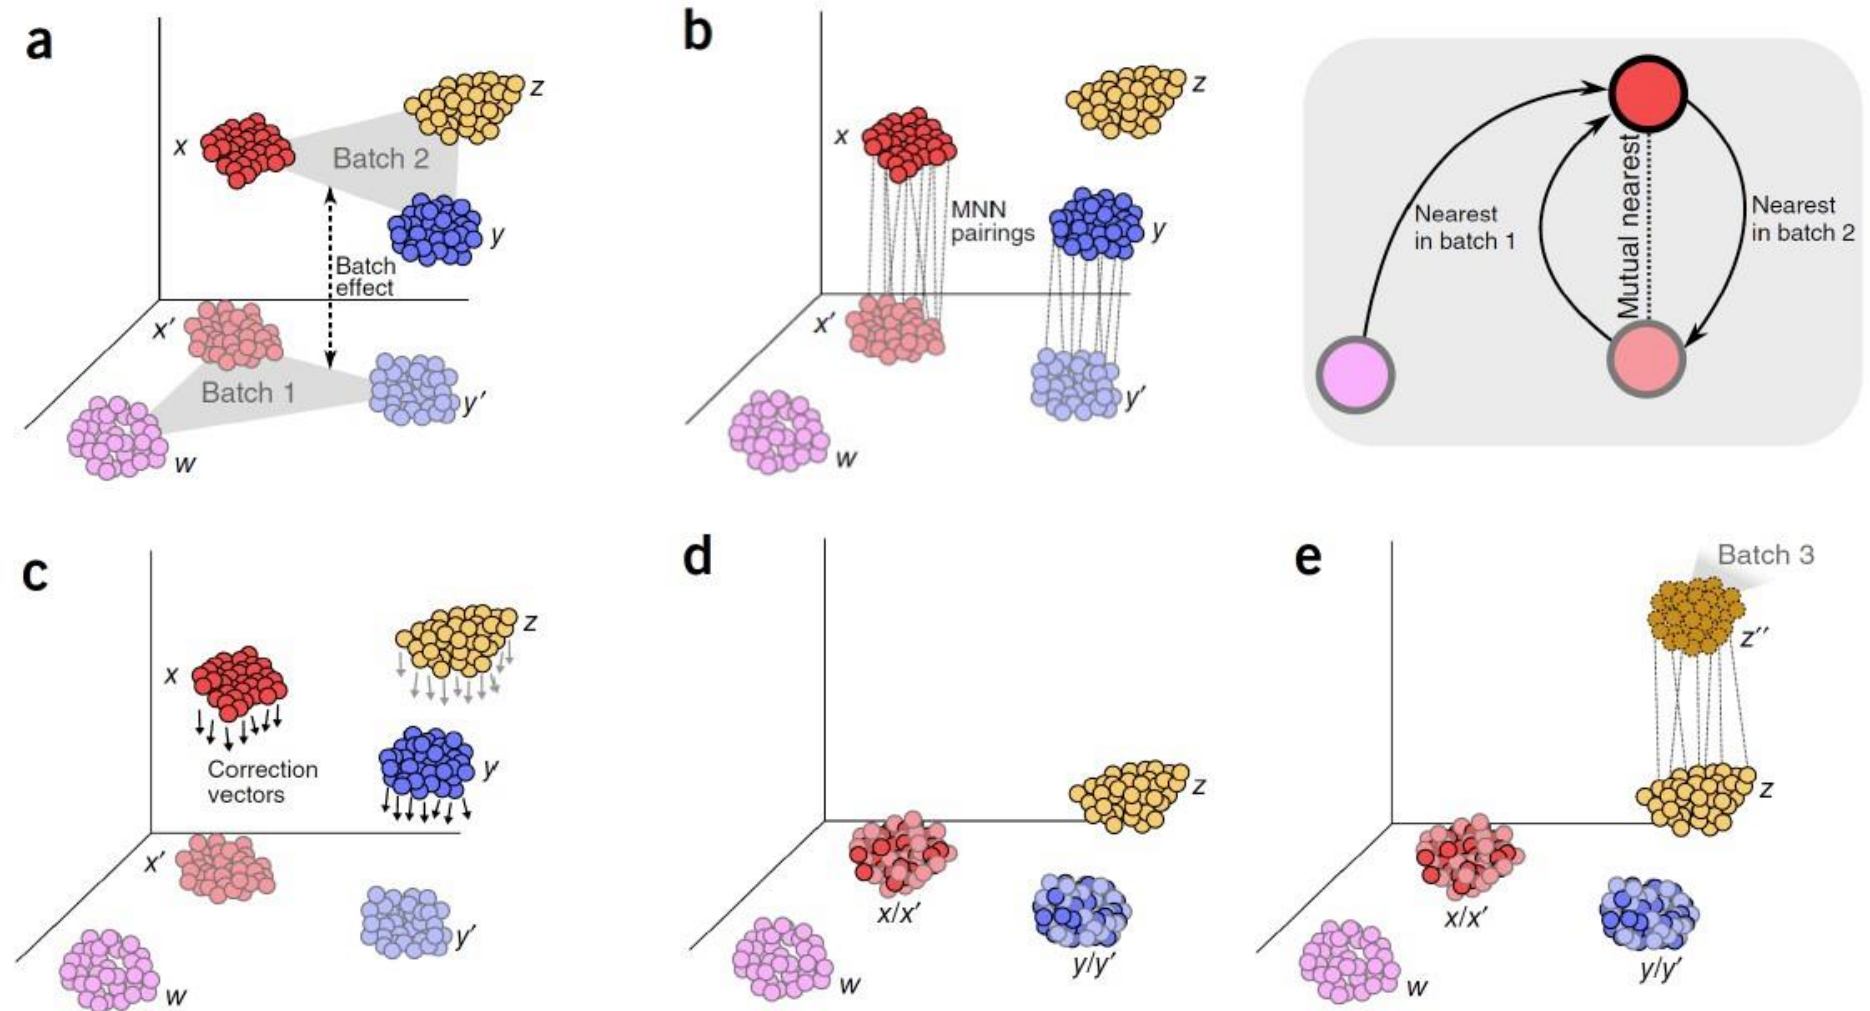 a
z
x
Batch 2
y
Batch
effect
x′
Batch 1
y′
w
b
z
x
MNN
pairings
y
x′
y′
w
Nearest
in batch 1
Mutual nearest
Nearest
in batch 2
c
z
x
y
Correction
vectors
x′
y′
w
d
z
x/x′
y/y′
w
e
Batch 3
z′′
z
x/x′
y/y′
w